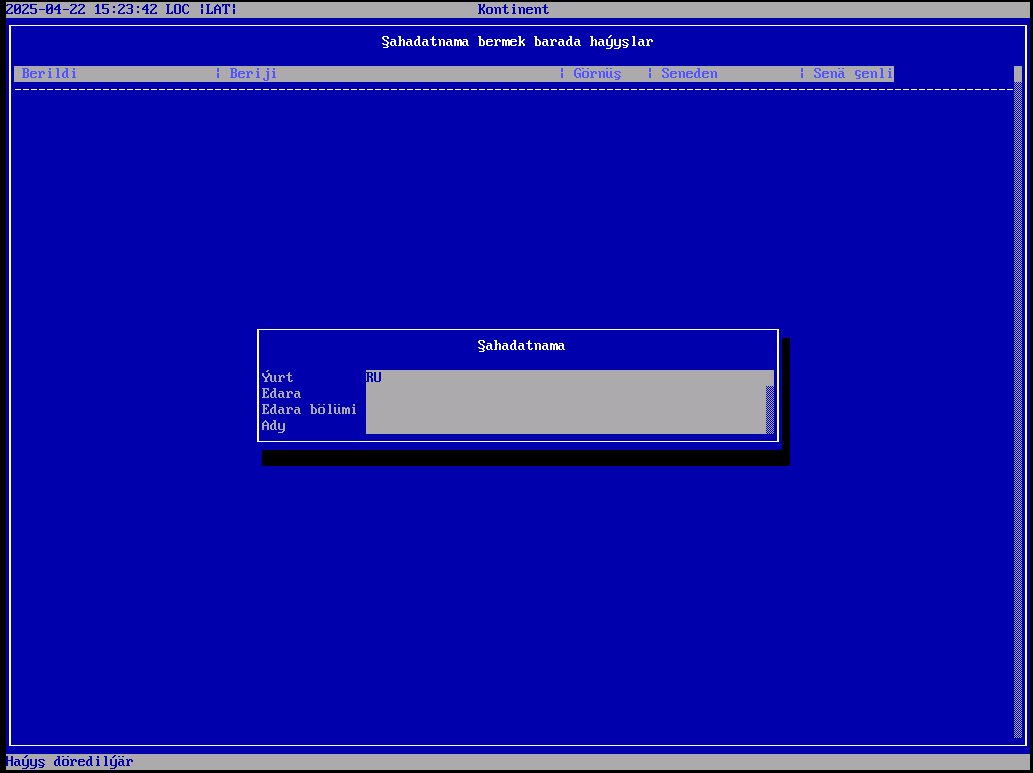 2025-04-22 15:23:42 LOC ¦LAT¦ Kontinent
Şahadatnama bermek barada haýyşlar
Berildi ¦ Beriji ¦ Görnüş ¦ Seneden ¦ Senä çenli
Şahadatnama
Ýurt RU
Edara
Edara bölümi
Ady
Haýyş döredilýär